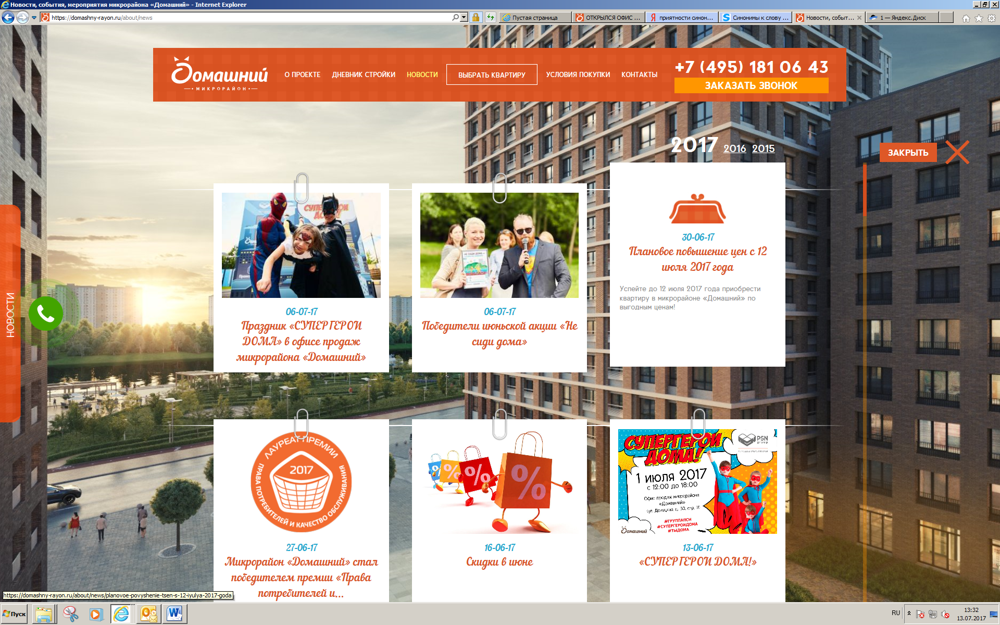 Новости, события, мероприятия микрорайона «Домашний» - Internet Explorer
https://domashny-rayon.ru/about/news
Пустая страница
ОТКРЫЛСЯ ОФИС ...
приятности синон...
Синонимы к слову ...
Новости, событ...
1 — Яндекс.Диск
Домашний
МИКРОРАЙОН
О ПРОЕКТЕ
ДНЕВНИК СТРОЙКИ
НОВОСТИ
ВЫБРАТЬ КВАРТИРУ
УСЛОВИЯ ПОКУПКИ
КОНТАКТЫ
+7 (495) 181 06 43
ЗАКАЗАТЬ ЗВОНОК
2017 2016 2015
ЗАКРЫТЬ
НОВОСТИ
СУПЕРГЕРОИ
ДОМА!
06-07-17
Праздник «СУПЕРГЕРОИ
ДОМА» в офисе продаж
микрорайона «Домашний»
06-07-17
Победители июньской акции «Не
сиди дома»
30-06-17
Плановое повышение цен с 12
июля 2017 года
Успейте до 12 июля 2017 года приобрести
квартиру в микрорайоне «Домашний» по
выгодным ценам!
ЛАУРЕАТ ПРЕМИИ
2017
ПРАВА ПОТРЕБИТЕЛЕЙ И КАЧЕСТВО ОБСЛУЖИВАНИЯ
27-06-17
Микрорайон «Домашний» стал
победителем премии «Права
потребителей и...
% % % %
16-06-17
Скидки в июне
СУПЕРГЕРОИ
ДОМА!
PSN
group
1 ИЮЛЯ 2017
с 12:00 до 18:00
Офис продаж микрорайона
«Домашний»
(ул. Донецкая, д. 30, стр. 1)
#ГРУППАПСН
#СУПЕРГЕРОИДОМА
#ТЫДОМА
Домашний
13-06-17
«СУПЕРГЕРОИ ДОМА!»
https://domashny-rayon.ru/about/news/planovoe-povyshenie-tsen-s-12-iyulya-2017-goda
Пуск
RU
13:32
13.07.2017